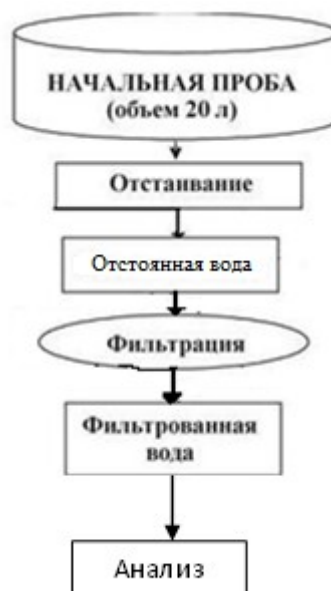 НАЧАЛЬНАЯ ПРОБА
(объем 20 л)
Отстаивание
Отстоянная вода
Фильтрация
Фильтрованная
вода
Анализ